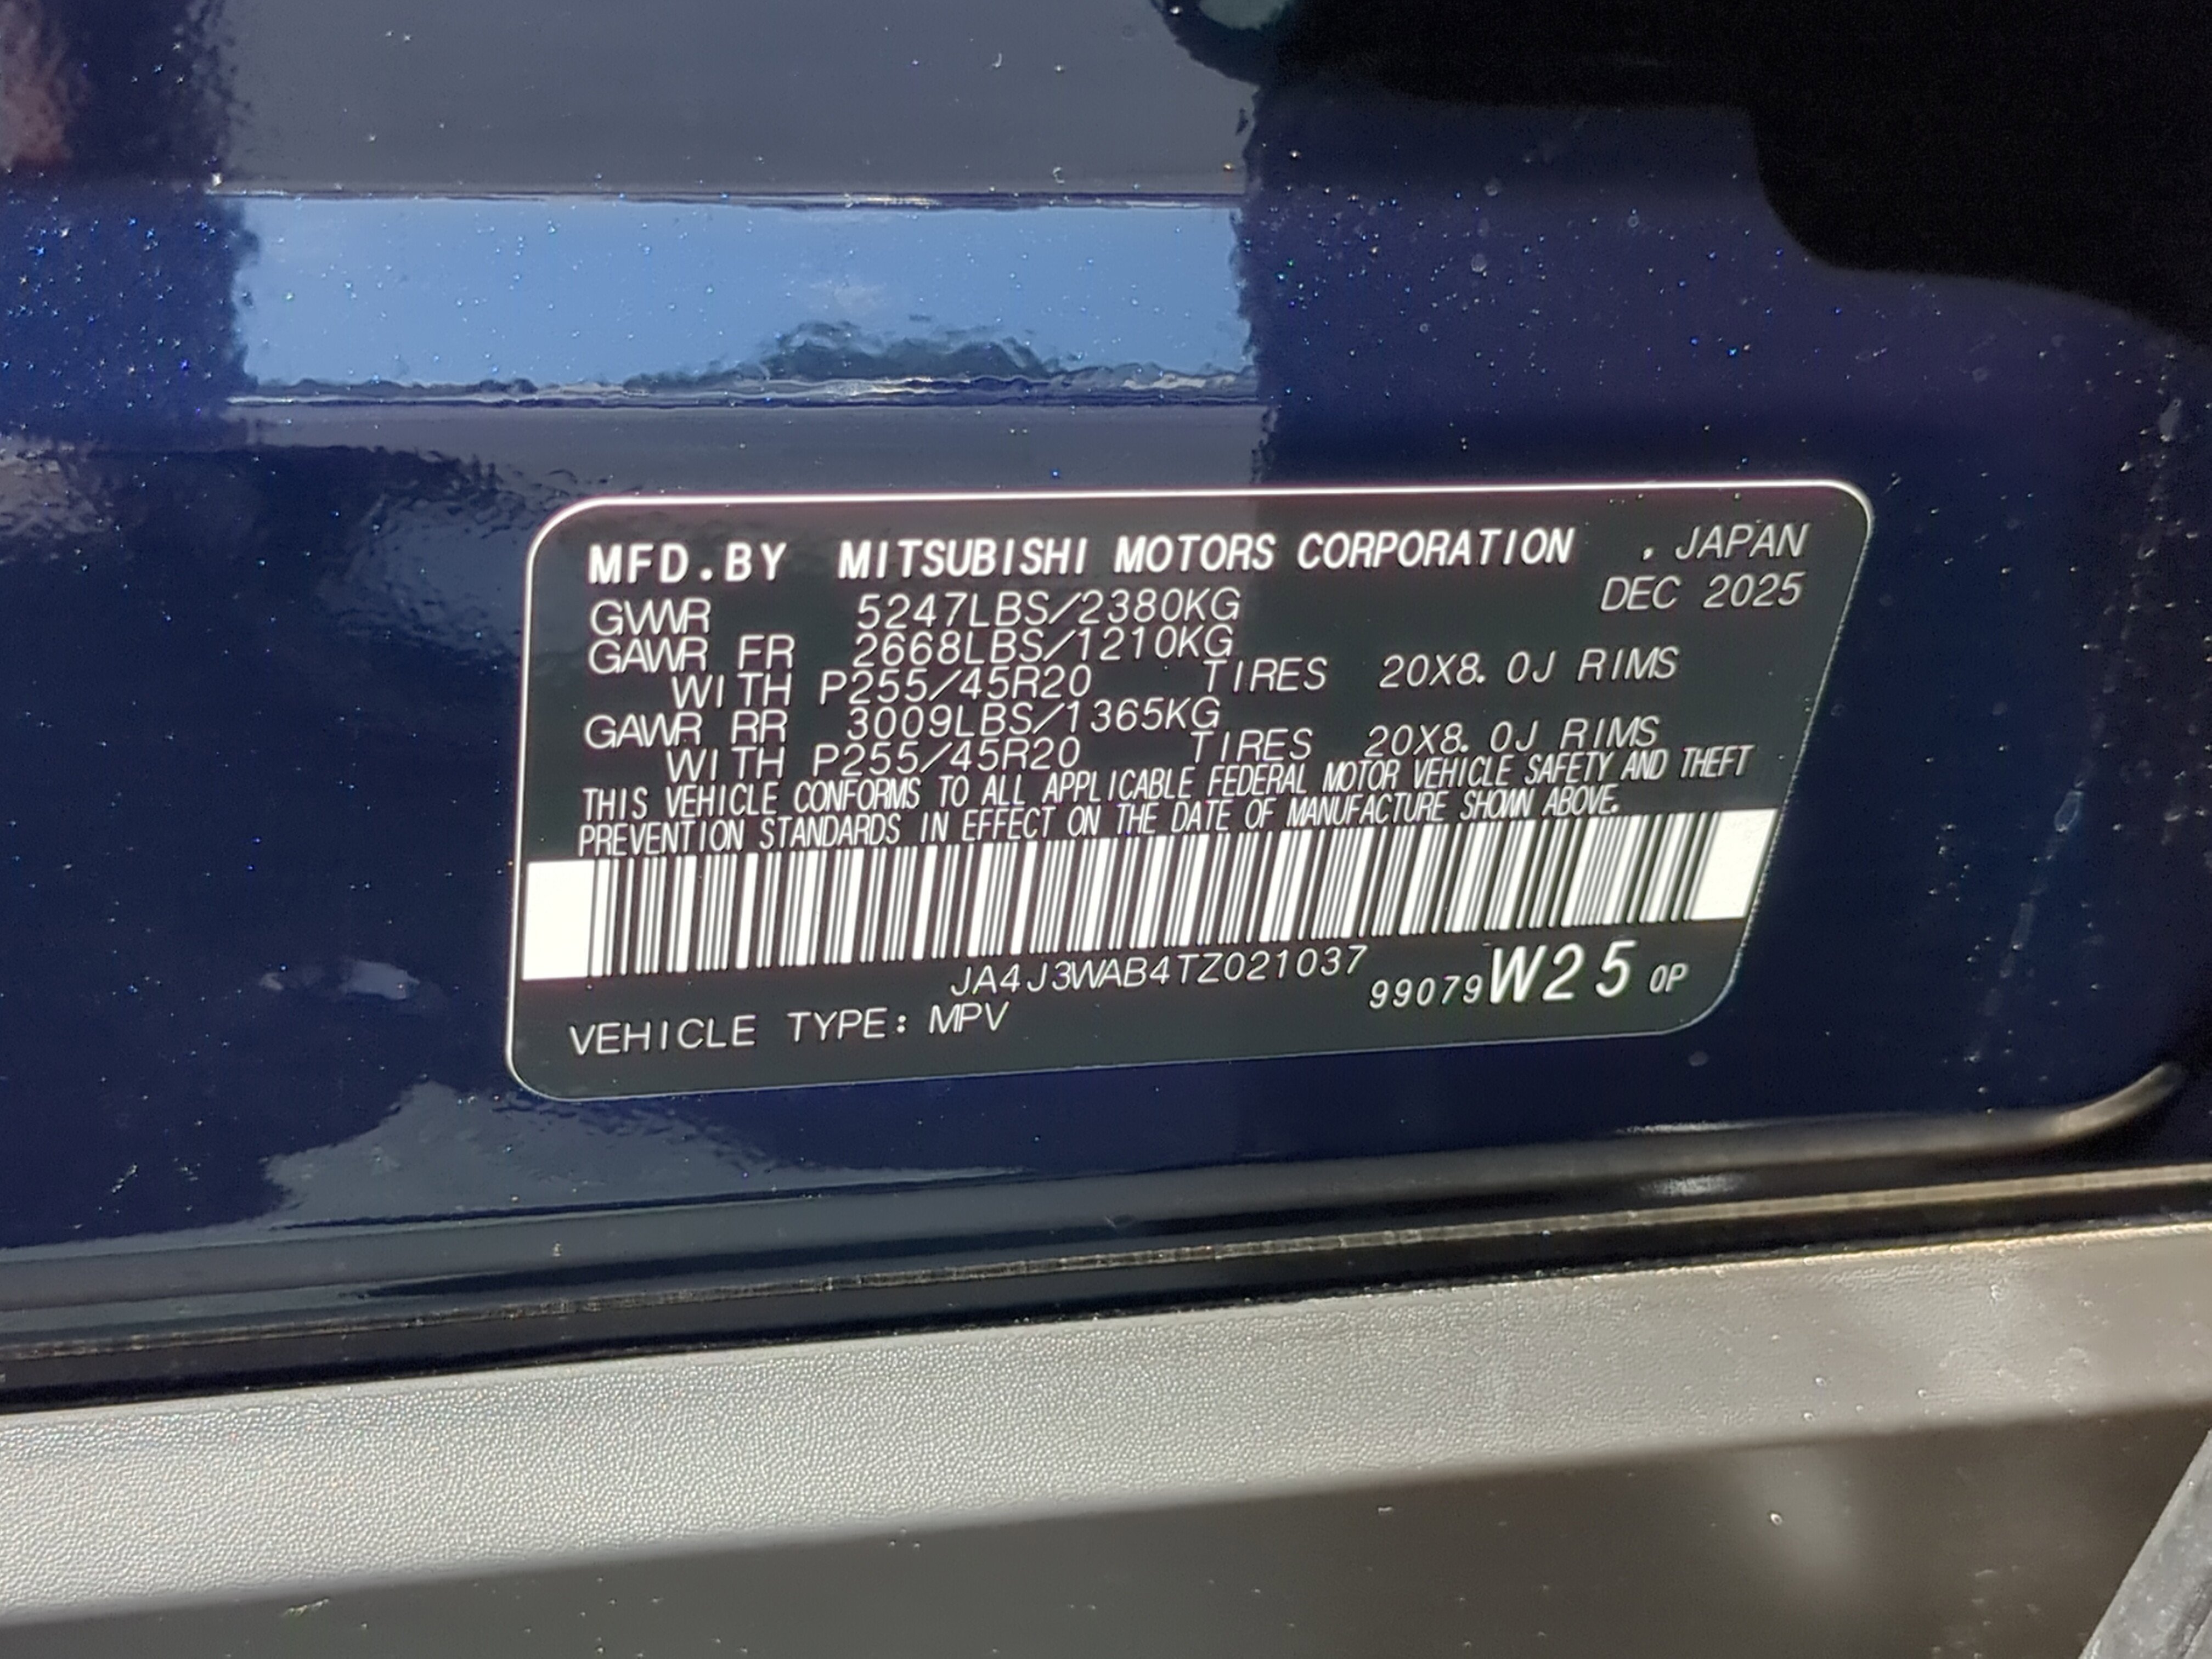 MFD.BY MITSUBISHI MOTORS CORPORATION , JAPAN
DEC 2025
GVWR 5247LBS/2380KG
GAWR FR 2668LBS/1210KG
WITH P255/45R20 TIRES 20X8.0J RIMS
GAWR RR 3009LBS/1365KG
WITH P255/45R20 TIRES 20X8.0J RIMS
THIS VEHICLE CONFORMS TO ALL APPLICABLE FEDERAL MOTOR VEHICLE SAFETY AND THEFT
PREVENTION STANDARDS IN EFFECT ON THE DATE OF MANUFACTURE SHOWN ABOVE.
JA4J3WAB4TZ021037
99079W25 0P
VEHICLE TYPE: MPV